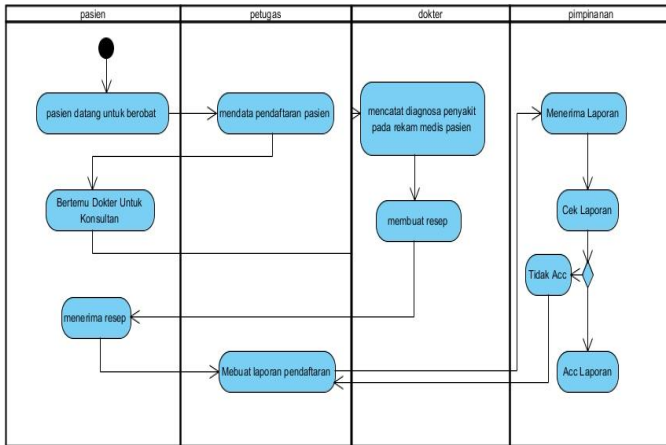 pasien
petugas
dokter
pimpinanan
pasien datang untuk berobat
mendata pendaftaran pasien
mencatat diagnosa penyakit
pada rekam medis pasien
Menerima Laporan
Bertemu Dokter Untuk
Konsultan
membuat resep
Cek Laporan
Tidak Acc
menerima resep
Mebuat laporan pendaftaran
Acc Laporan